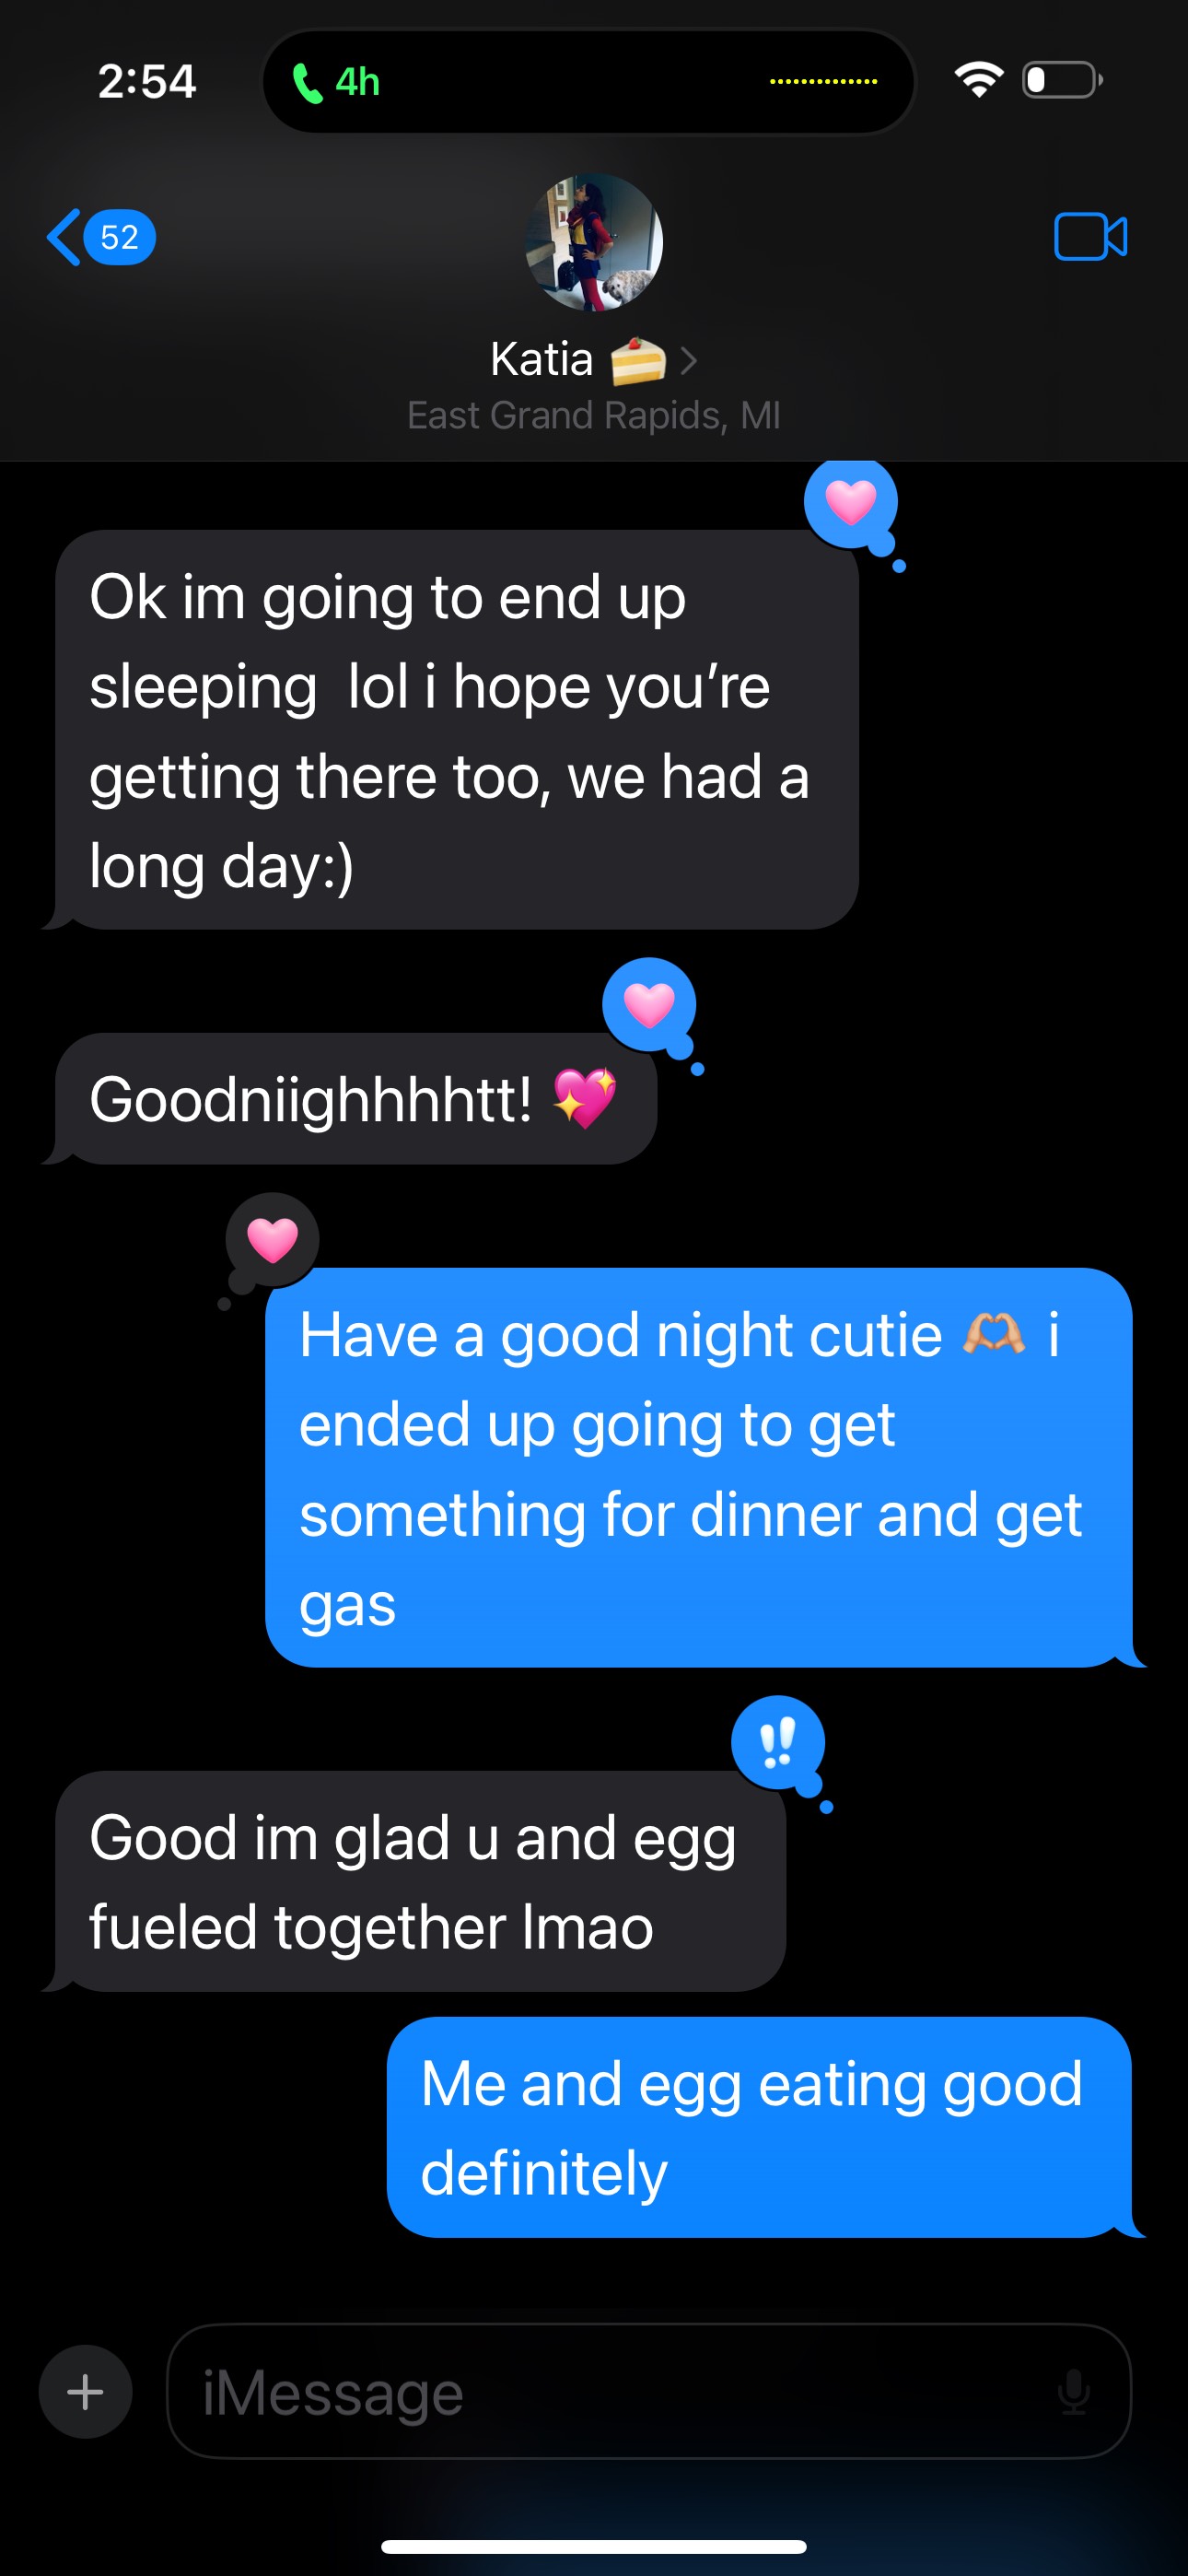 2:54
4h
52
Katia 🍰 >
East Grand Rapids, MI
Ok im going to end up
sleeping  lol i hope you’re
getting there too, we had a
long day:)
Goodniighhhhtt! 💖
Have a good night cutie 🫶🏼 i
ended up going to get
something for dinner and get
gas
‼
Good im glad u and egg
fueled together lmao
Me and egg eating good
definitely
iMessage